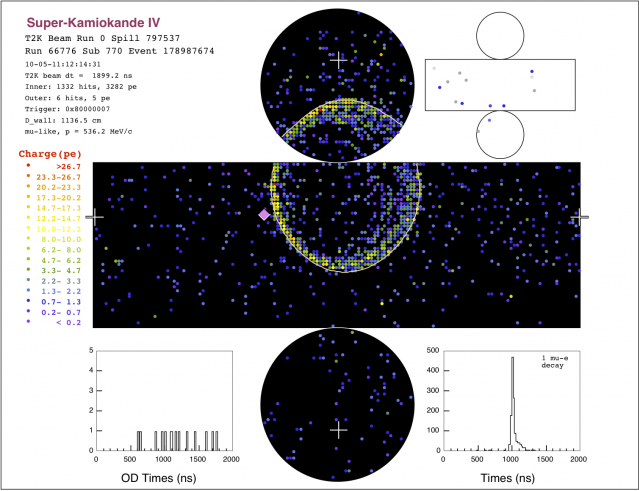 Super-Kamiokande IV
T2K Beam Run 0 Spill 797537
Run 66776 Sub 770 Event 178987674
10-05-11:12:14:31
T2K beam dt = 1899.2 ns
Inner: 1332 hits, 3282 pe
Outer: 6 hits, 5 pe
Trigger: 0x80000007
D_wall: 1136.5 cm
mu-like, p = 536.2 MeV/c
Charge(pe)
>26.7
23.3-26.7
20.2-23.3
17.3-20.2
14.7-17.3
12.2-14.7
10.0-12.2
8.0-10.0
6.2- 8.0
4.7- 6.2
3.3- 4.7
2.2- 3.3
1.3- 2.2
0.7- 1.3
0.2- 0.7
< 0.2
5
4
3
2
1
0
0 500 1000 1500 2000
OD Times (ns)
1 mu-e
decay
500
400
300
200
100
0
0 500 1000 1500 2000
Times (ns)